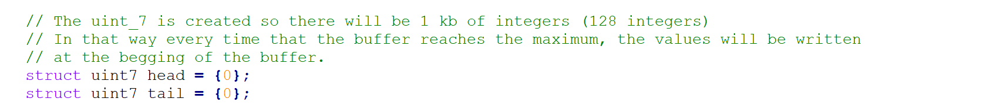 // The uint_7 is created so there will be 1 kb of integers (128 integers)
// In that way every time that the buffer reaches the maximum, the values will be written
// at the begging of the buffer.
struct uint7 head = {0};
struct uint7 tail = {0};